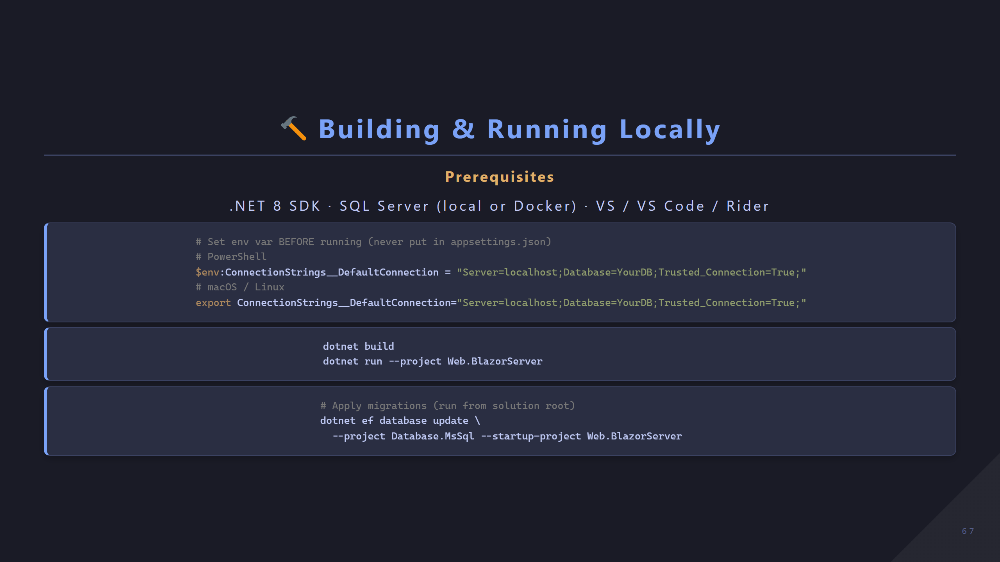 🔨 Building & Running Locally
Prerequisites
.NET 8 SDK · SQL Server (local or Docker) · VS / VS Code / Rider
# Set env var BEFORE running (never put in appsettings.json)
# PowerShell
$env:ConnectionStrings__DefaultConnection = "Server=localhost;Database=YourDB;Trusted_Connection=True;"
# macOS / Linux
export ConnectionStrings__DefaultConnection="Server=localhost;Database=YourDB;Trusted_Connection=True;"
dotnet build
dotnet run --project Web.BlazorServer
# Apply migrations (run from solution root)
dotnet ef database update \
  --project Database.MsSql --startup-project Web.BlazorServer
67